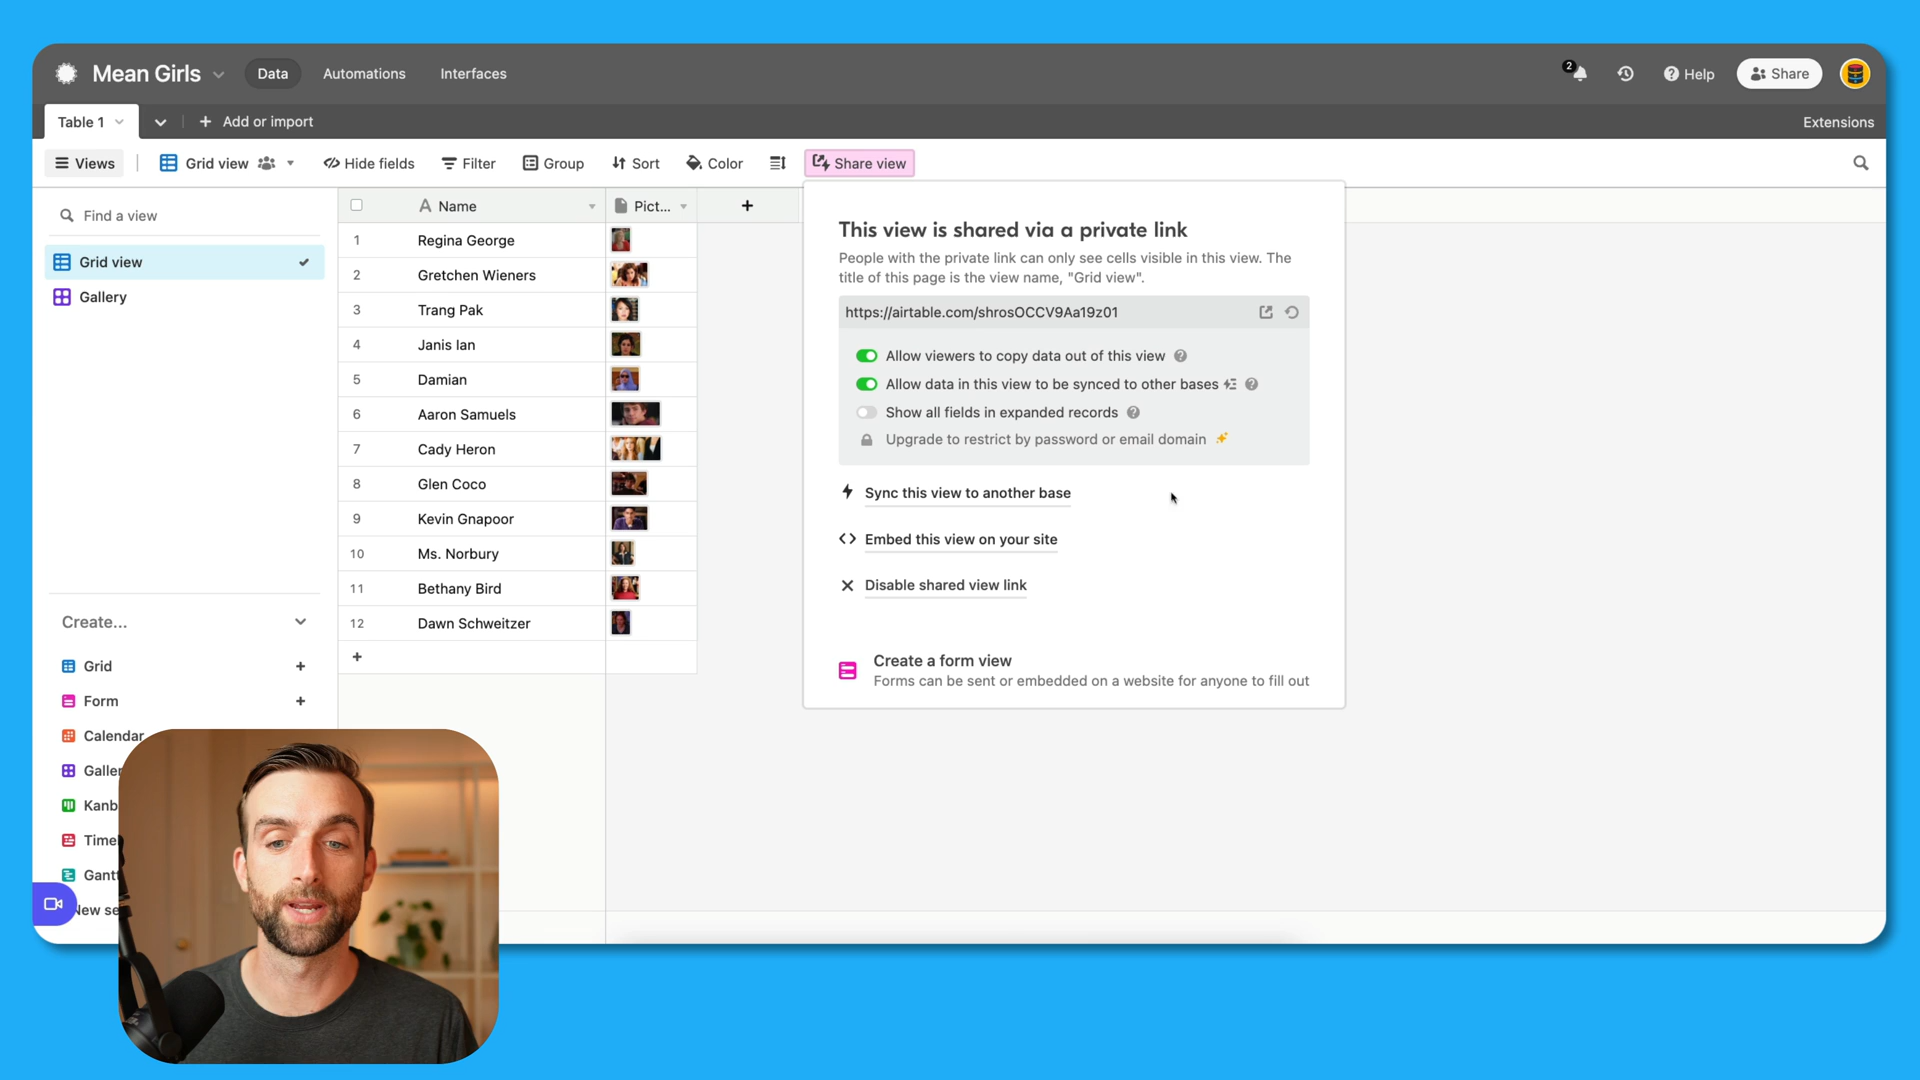 Mean Girls
Data
Automations
Interfaces
2
Help
Share
Table 1
Add or import
Extensions
Views
Grid view
Hide fields
Filter
Group
Sort
Color
Share view
Find a view
Grid view
Gallery
Create...
Grid
Form
Calendar
Galler
Kanb
Time
Gantt
New se
Name
Pict...
1 Regina George
2 Gretchen Wieners
3 Trang Pak
4 Janis Ian
5 Damian
6 Aaron Samuels
7 Cady Heron
8 Glen Coco
9 Kevin Gnapoor
10 Ms. Norbury
11 Bethany Bird
12 Dawn Schweitzer
This view is shared via a private link
People with the private link can only see cells visible in this view. The
title of this page is the view name, "Grid view".
https://airtable.com/shrosOCCV9Aa19z01
Allow viewers to copy data out of this view
Allow data in this view to be synced to other bases
Show all fields in expanded records
Upgrade to restrict by password or email domain
Sync this view to another base
Embed this view on your site
Disable shared view link
Create a form view
Forms can be sent or embedded on a website for anyone to fill out